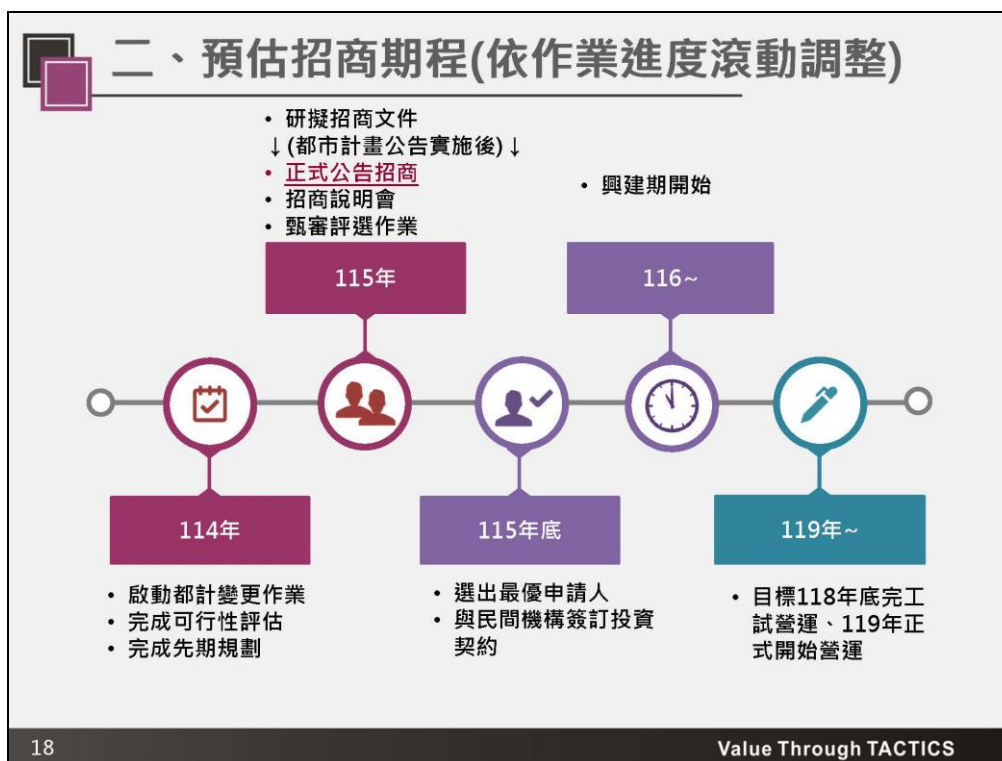 二、預估招商期程(依作業進度滾動調整)
• 研擬招商文件
↓(都市計畫公告實施後)↓
• 正式公告招商
• 招商說明會
• 甄審評選作業
• 興建期開始
115年
116~
114年
115年底
119年~
• 啟動都計變更作業
• 完成可行性評估
• 完成先期規劃
• 選出最優申請人
• 與民間機構簽訂投資
契約
• 目標118年底完工
試營運、119年正
式開始營運
18
Value Through TACTICS